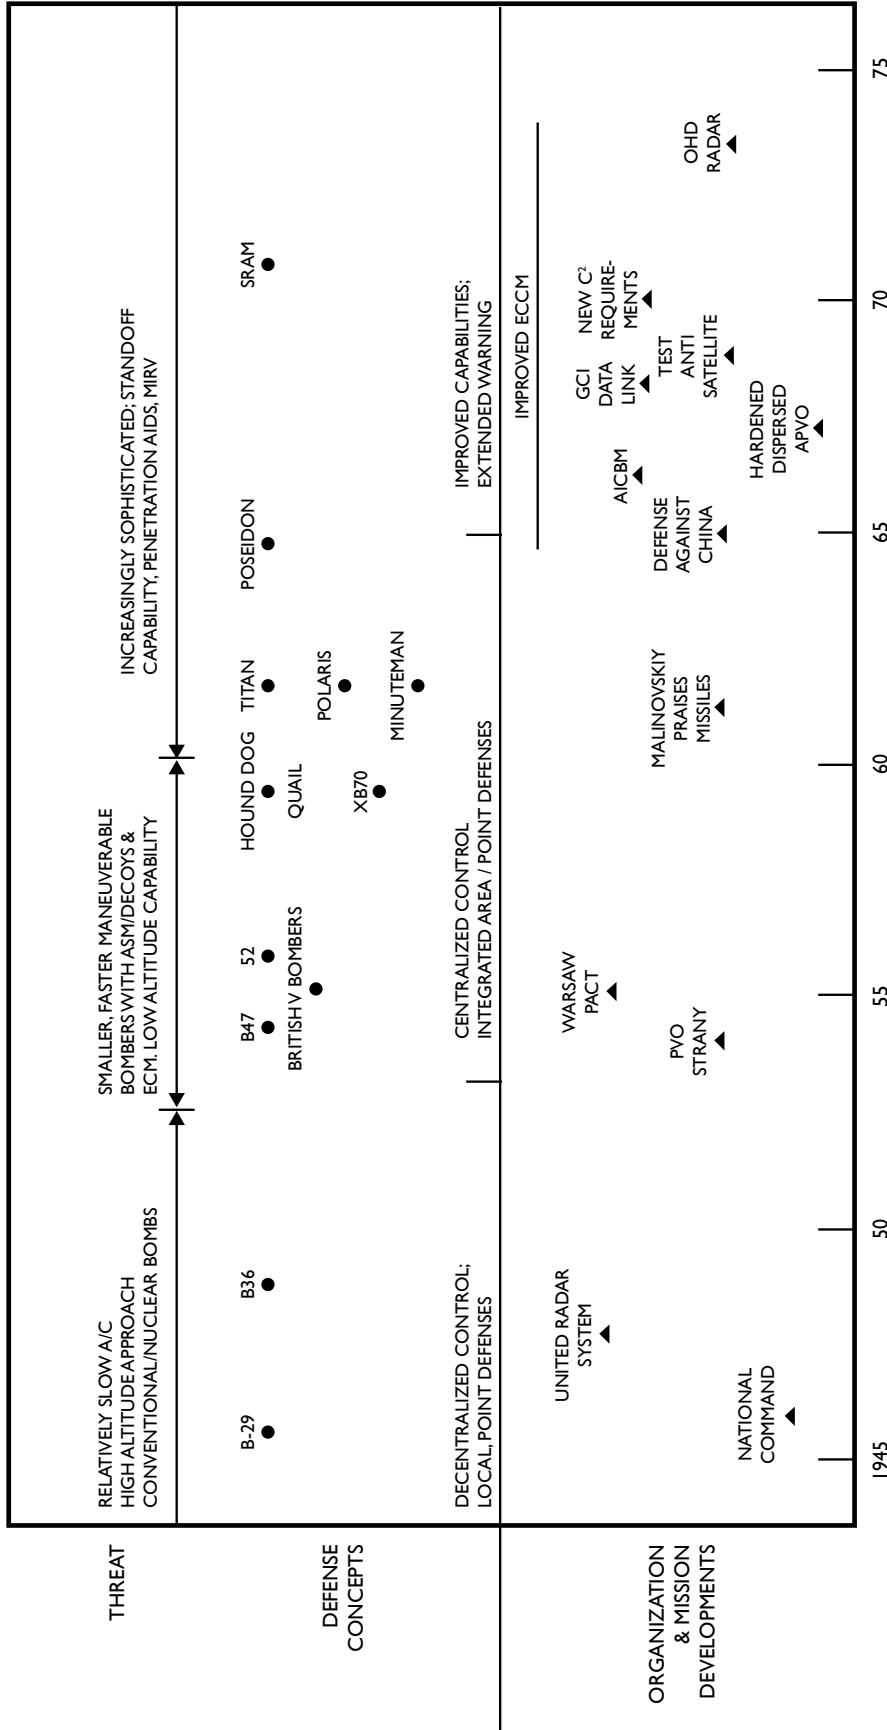 THREAT
RELATIVELY SLOW A/C
HIGH ALTITUDE APPROACH
CONVENTIONAL/NUCLEAR BOMBS
SMALLER, FASTER MANEUVERABLE
BOMBERS WITH ASM/DECOYS &
ECM. LOW ALTITUDE CAPABILITY
INCREASINGLY SOPHISTICATED; STANDOFF
CAPABILITY, PENETRATION AIDS, MIRV
DEFENSE
CONCEPTS
B-29
B36
B47
52
BRITISH V BOMBERS
HOUND DOG
QUAIL
XB70
TITAN
POLARIS
MINUTEMAN
POSEIDON
SRAM
DECENTRALIZED CONTROL;
LOCAL, POINT DEFENSES
CENTRALIZED CONTROL
INTEGRATED AREA / POINT DEFENSES
IMPROVED CAPABILITIES;
EXTENDED WARNING
ORGANIZATION
& MISSION
DEVELOPMENTS
IMPROVED ECCM
NATIONAL
COMMAND
UNITED RADAR
SYSTEM
PVO
STRANY
WARSAW
PACT
MALINOVSKIY
PRAISES
MISSILES
DEFENSE
AGAINST
CHINA
AICBM
HARDENED
DISPERSED
APVO
GCI
DATA
LINK
TEST
ANTI
SATELLITE
NEW C²
REQUIRE-
MENTS
OHD
RADAR
1945
50
55
60
65
70
75